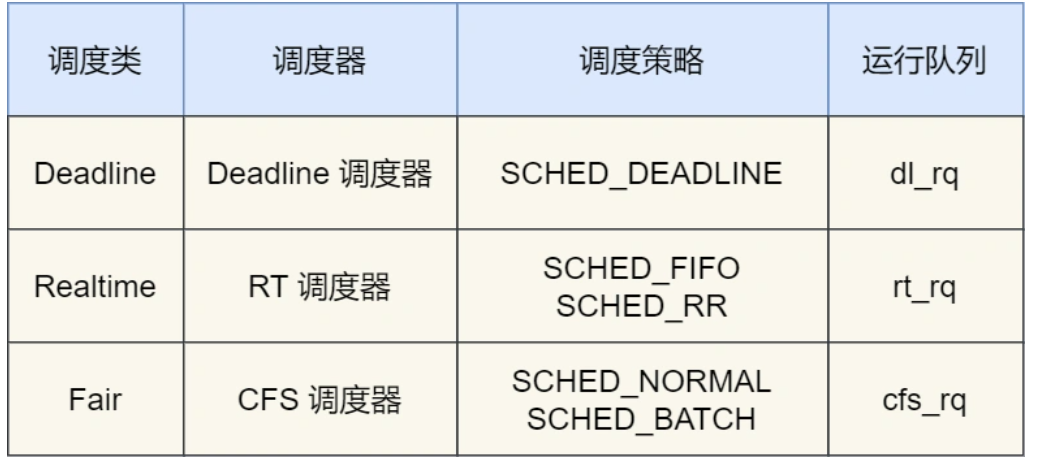 调度类 调度器 调度策略 运行队列
Deadline Deadline 调度器 SCHED_DEADLINE dl_rq
Realtime RT 调度器 SCHED_FIFO
SCHED_RR rt_rq
Fair CFS 调度器 SCHED_NORMAL
SCHED_BATCH cfs_rq